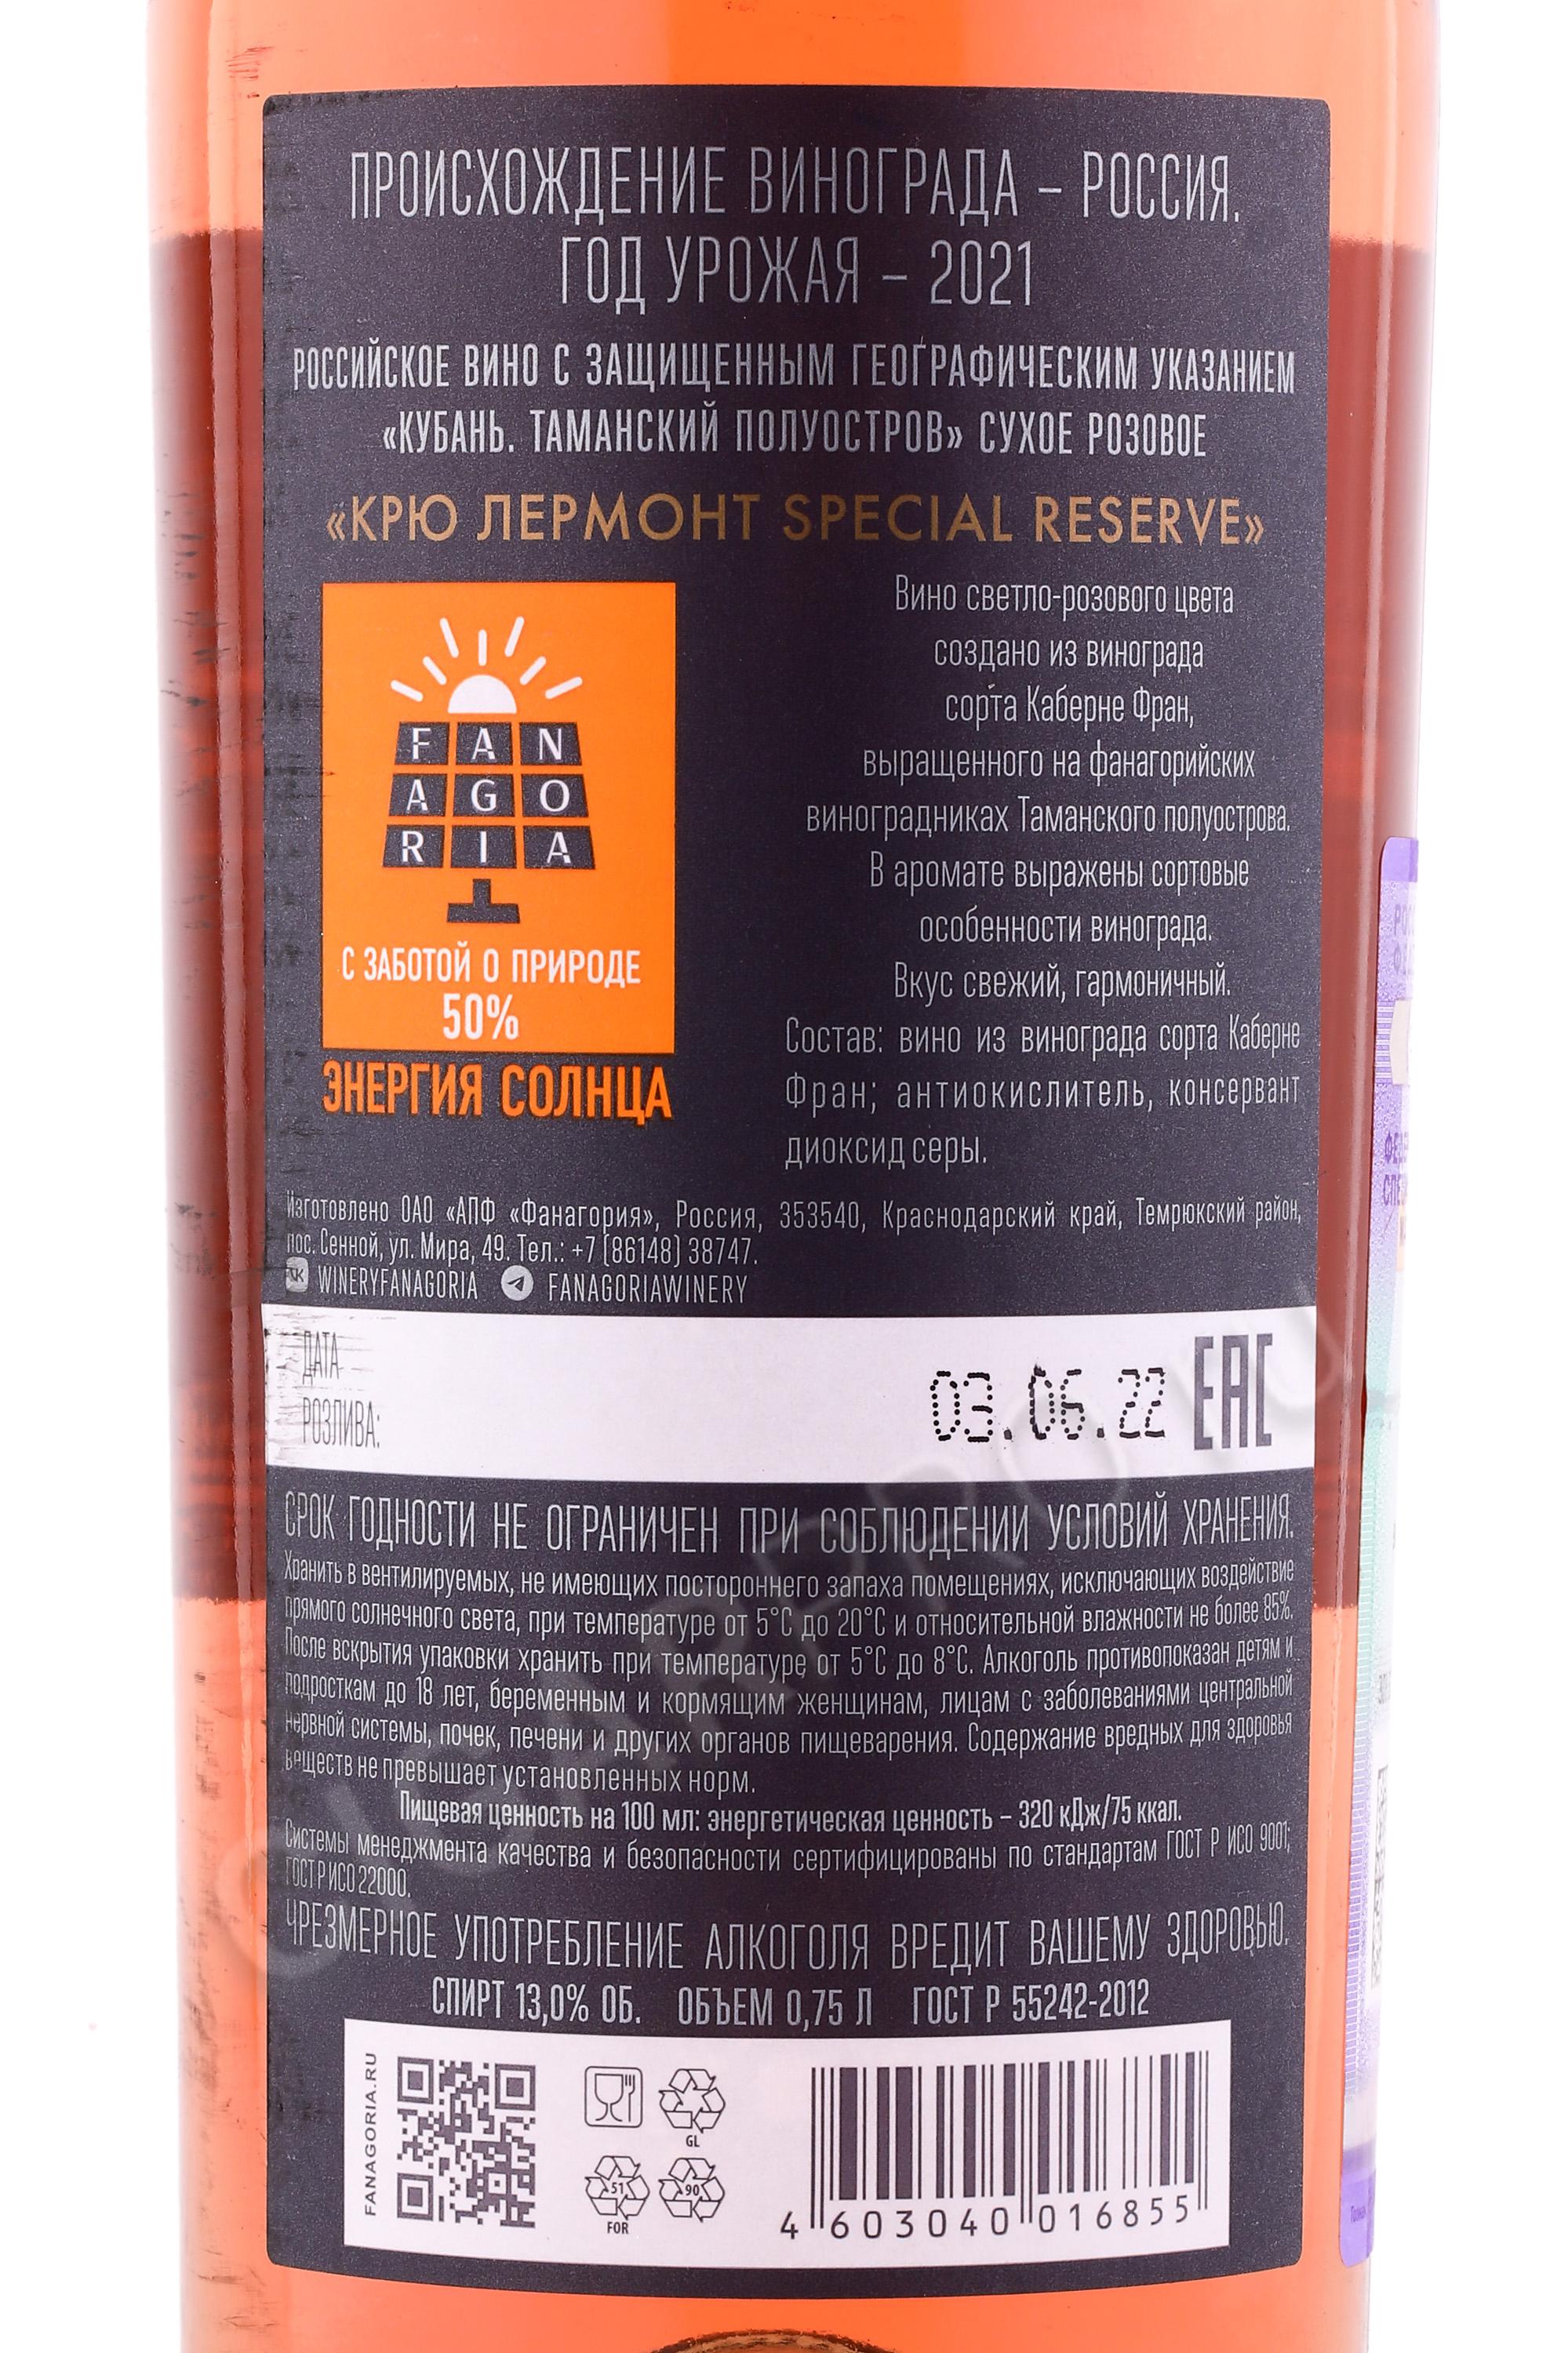 ПРОИСХОЖДЕНИЕ ВИНОГРАДА – РОССИЯ.
ГОД УРОЖАЯ – 2021
РОССИЙСКОЕ ВИНО С ЗАЩИЩЕННЫМ ГЕОГРАФИЧЕСКИМ УКАЗАНИЕМ
«КУБАНЬ. ТАМАНСКИЙ ПОЛУОСТРОВ» СУХОЕ РОЗОВОЕ
«КРЮ ЛЕРМОНТ SPECIAL RESERVE»
F A N
A G O
R I A
С ЗАБОТОЙ О ПРИРОДЕ
50%
ЭНЕРГИЯ СОЛНЦА
Вино светло-розового цвета
создано из винограда
сорта Каберне Фран,
выращенного на фанагорийских
виноградниках Таманского полуострова.
В аромате выражены сортовые
особенности винограда.
Вкус свежий, гармоничный.
Состав: вино из винограда сорта Каберне
Фран; антиокислитель, консервант
диоксид серы.
Изготовлено ОАО «АПФ «Фанагория», Россия, 353540, Краснодарский край, Темрюкский район,
пос. Сенной, ул. Мира, 49. Тел.: +7 (86148) 38747.
WINERYFANAGORIA FANAGORIAWINERY
ДАТА
РОЗЛИВА:
03.06.22 EAC
СРОК ГОДНОСТИ НЕ ОГРАНИЧЕН ПРИ СОБЛЮДЕНИИ УСЛОВИЙ ХРАНЕНИЯ.
Хранить в вентилируемых, не имеющих постороннего запаха помещениях, исключающих воздействие
прямого солнечного света, при температуре от 5°С до 20°С и относительной влажности не более 85%.
После вскрытия упаковки хранить при температуре от 5°С до 8°С. Алкоголь противопоказан детям и
подросткам до 18 лет, беременным и кормящим женщинам, лицам с заболеваниями центральной
нервной системы, почек, печени и других органов пищеварения. Содержание вредных для здоровья
веществ не превышает установленных норм.
Пищевая ценность на 100 мл: энергетическая ценность – 320 кДж/75 ккал.
Системы менеджмента качества и безопасности сертифицированы по стандартам ГОСТ Р ИСО 9001;
ГОСТ Р ИСО 22000.
ЧРЕЗМЕРНОЕ УПОТРЕБЛЕНИЕ АЛКОГОЛЯ ВРЕДИТ ВАШЕМУ ЗДОРОВЬЮ.
СПИРТ 13,0% ОБ. ОБЪЕМ 0,75 Л ГОСТ Р 55242-2012
FANAGORIA.RU
GL
51
FOR
90
4 603040 016855